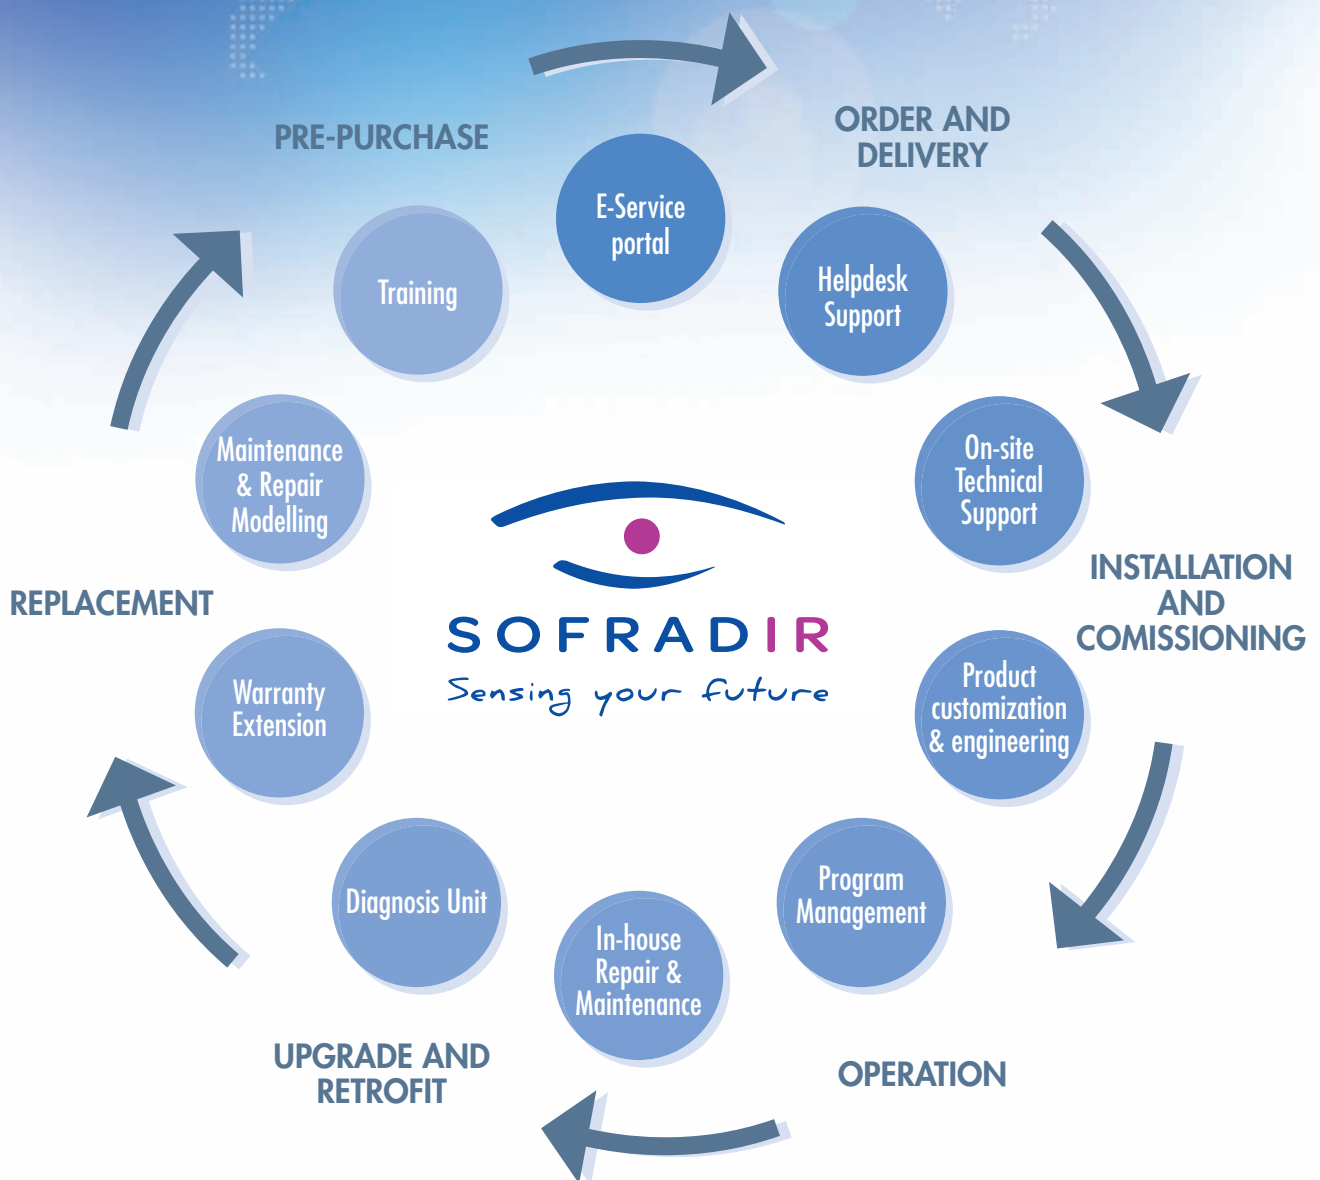 PRE-PURCHASE
ORDER AND
DELIVERY
E-Service
portal
Training
Helpdesk
Support
Maintenance
& Repair
Modelling
On-site
Technical
Support
INSTALLATION
AND
COMISSIONING
REPLACEMENT
SOFRADIR
Sensing your future
Warranty
Extension
Product
customization
& engineering
Diagnosis Unit
Program
Management
In-house
Repair &
Maintenance
UPGRADE AND
RETROFIT
OPERATION